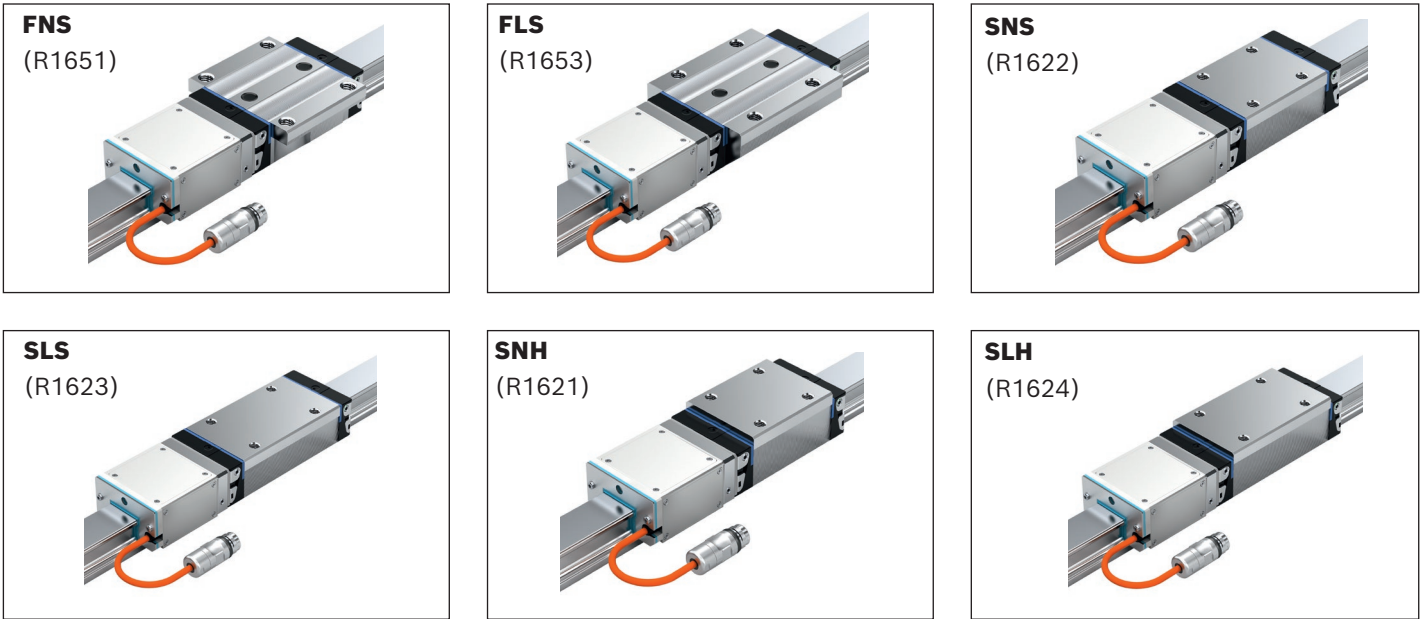 FNS
(R1651)
FLS
(R1653)
SNS
(R1622)
SLS
(R1623)
SNH
(R1621)
SLH
(R1624)